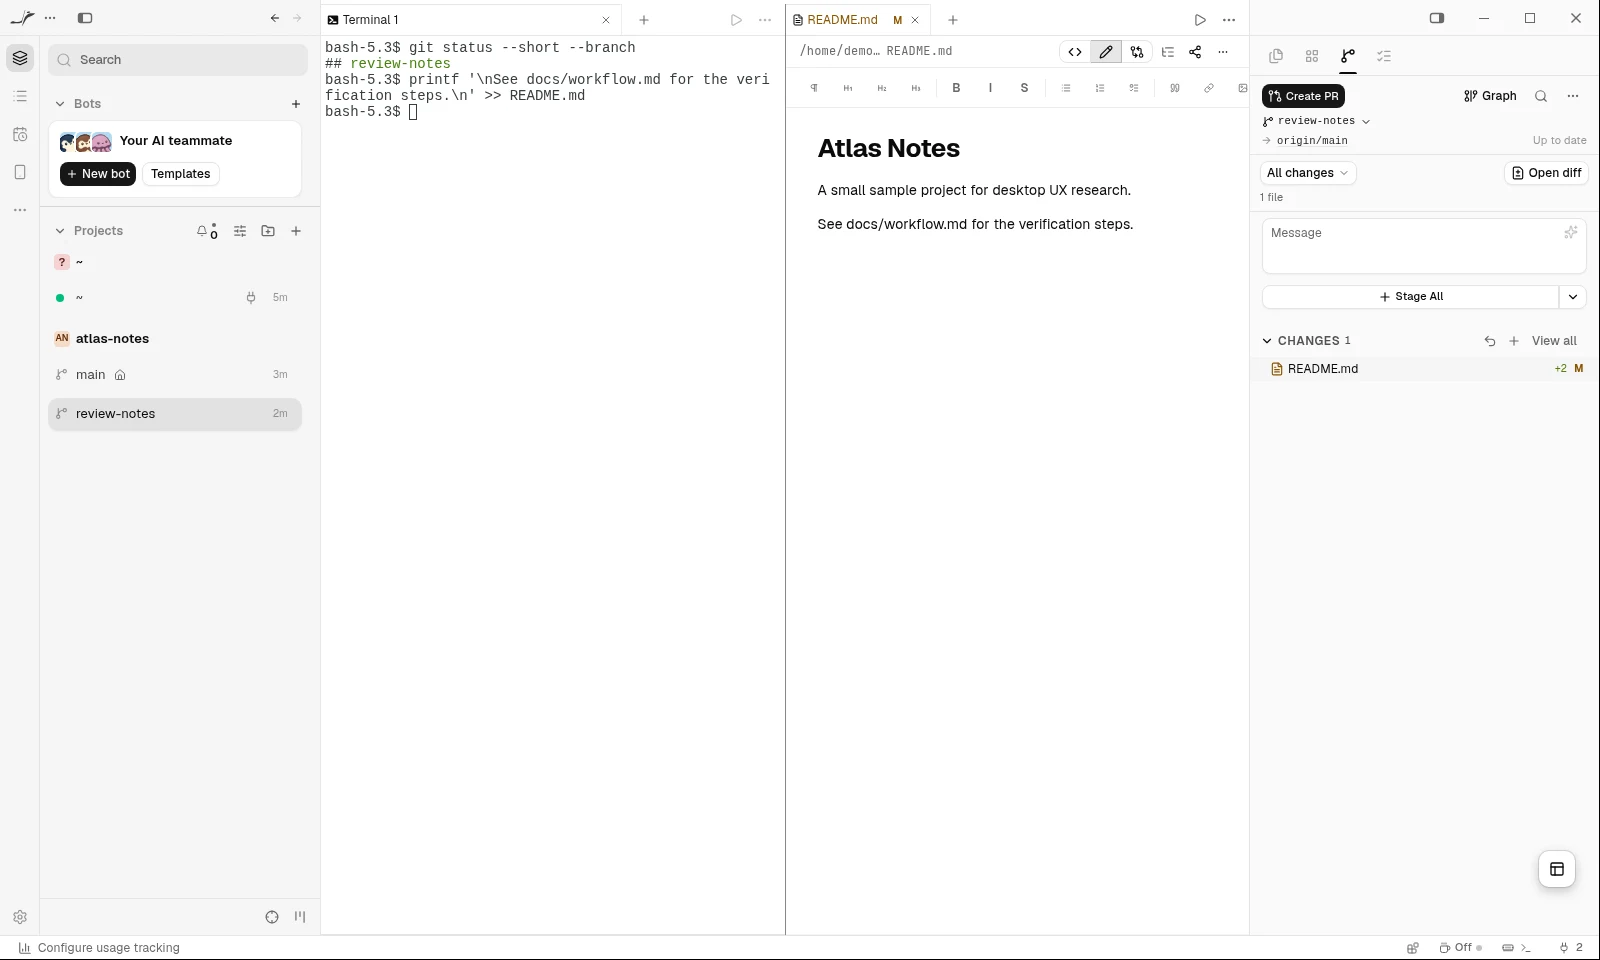 Terminal 1
README.md M
Search
bash-5.3$ git status --short --branch
## review-notes
bash-5.3$ printf '\nSee docs/workflow.md for the veri
fication steps.\n' >> README.md
bash-5.3$
/home/demo… README.md
H1 H2 H3 B I S
Atlas Notes
A small sample project for desktop UX research.
See docs/workflow.md for the verification steps.
Bots
Your AI teammate
New bot
Templates
Projects
0
? ~
~ 5m
AN atlas-notes
main 3m
review-notes 2m
Create PR
Graph
review-notes
origin/main
Up to date
All changes
Open diff
1 file
Message
Stage All
CHANGES 1
View all
README.md +2 M
Configure usage tracking
Off
2